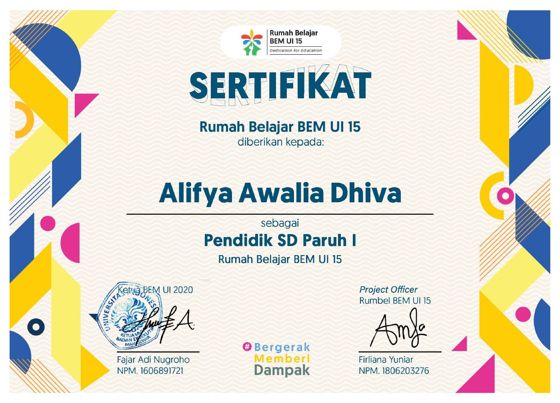 Rumah Belajar
BEM UI 15
Dedication for Education
SERTIFIKAT
Rumah Belajar BEM UI 15
diberikan kepada:
Alifya Awalia Dhiva
sebagai
Pendidik SD Paruh I
Rumah Belajar BEM UI 15
Ketua BEM UI 2020
UNIVERSITAS INDONESIA
Fajar Adi Nugroho
NPM. 1606891721
#Bergerak
Memberi
Dampak
Project Officer
Rumbel BEM UI 15
Firliana Yuniar
NPM. 1806203276